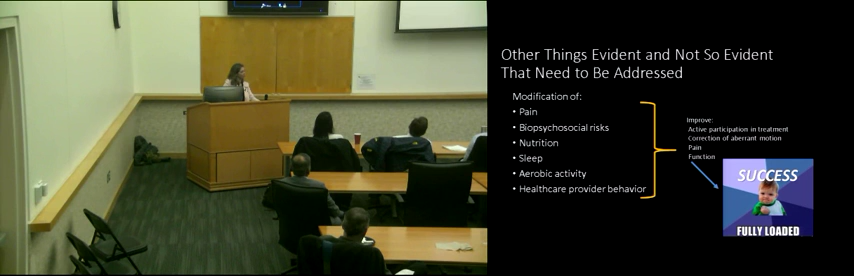 Other Things Evident and Not So Evident
That Need to Be Addressed
Modification of:
• Pain
• Biopsychosocial risks
• Nutrition
• Sleep
• Aerobic activity
• Healthcare provider behavior
Improve:
Active participation in treatment
Correction of aberrant motion
Pain
Function
SUCCESS
FULLY LOADED